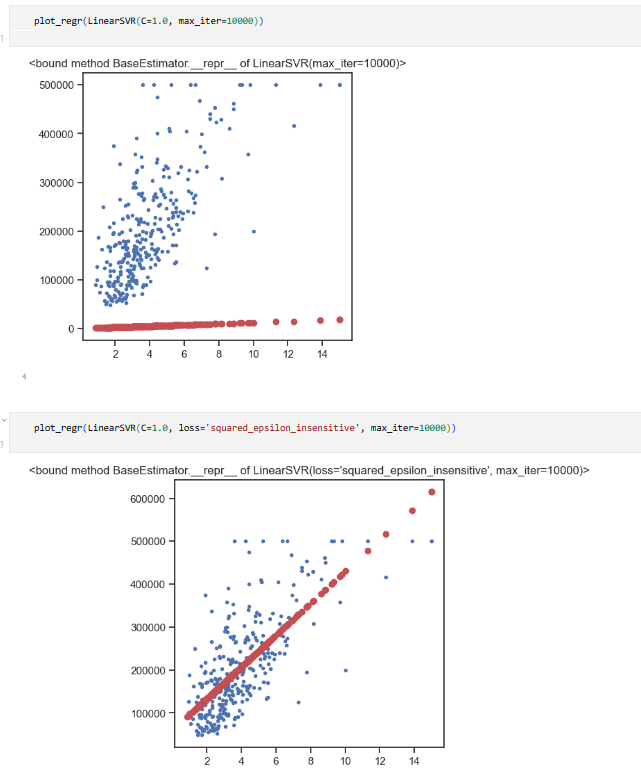 plot_regr(LinearSVR(C=1.0, max_iter=10000))
]
<bound method BaseEstimator.__repr__ of LinearSVR(max_iter=10000)>
500000
400000
300000
200000
100000
0
2 4 6 8 10 12 14
plot_regr(LinearSVR(C=1.0, loss='squared_epsilon_insensitive', max_iter=10000))
]
<bound method BaseEstimator.__repr__ of LinearSVR(loss='squared_epsilon_insensitive', max_iter=10000)>
600000
500000
400000
300000
200000
100000
2 4 6 8 10 12 14